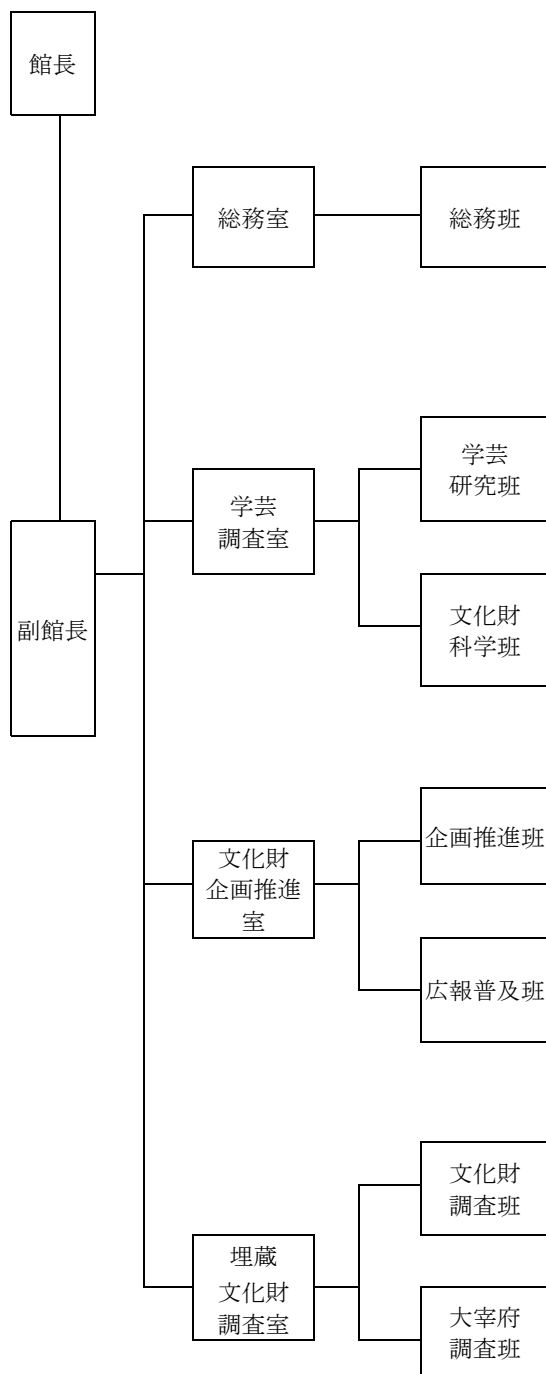 館長
総務室
総務班
学芸
研究班
学芸
調査室
文化財
科学班
副館長
企画推進班
文化財
企画推進
室
広報普及班
文化財
調査班
埋蔵
文化財
調査室
大宰府
調査班